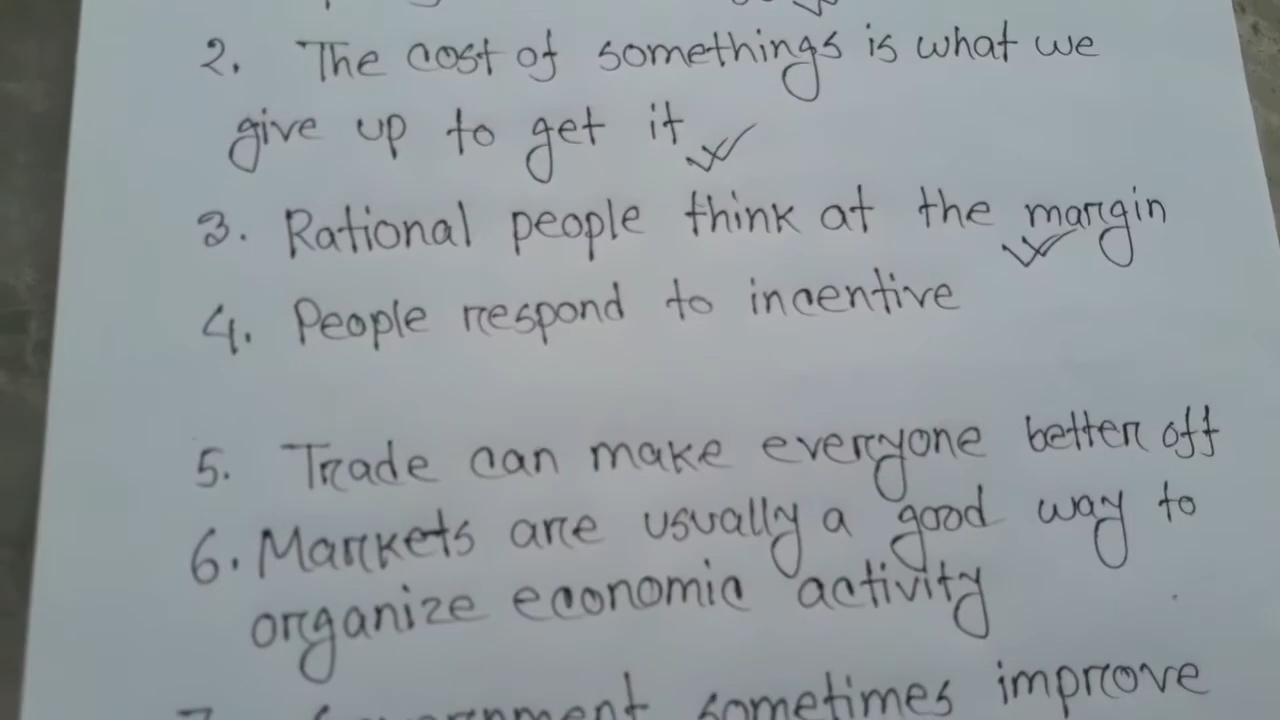 2. The cost of somethings is what we
give up to get it
3. Rational people think at the margin
4. People respond to incentive
5. Trade can make everyone better off
6. Markets are usually a good way to
organize economic activity
sometimes improve